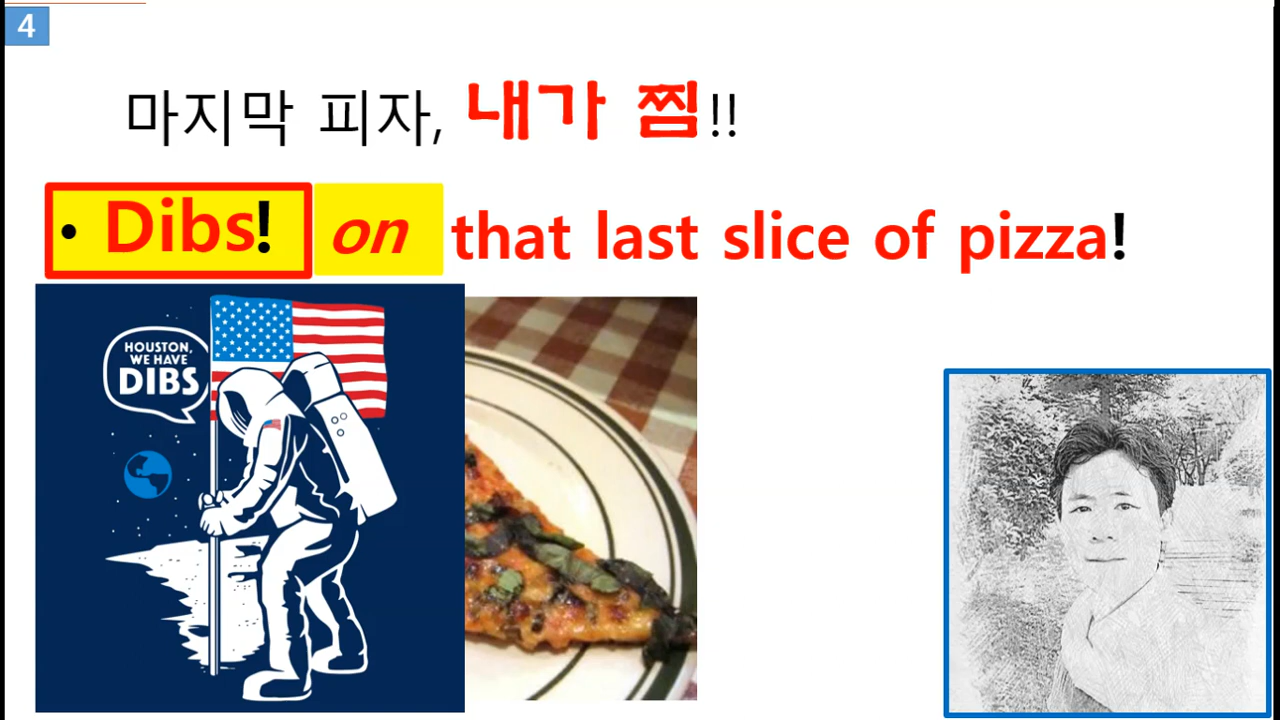 4
마지막 피자, 내가 찜!!
• Dibs! on that last slice of pizza!
HOUSTON,
WE HAVE
DIBS